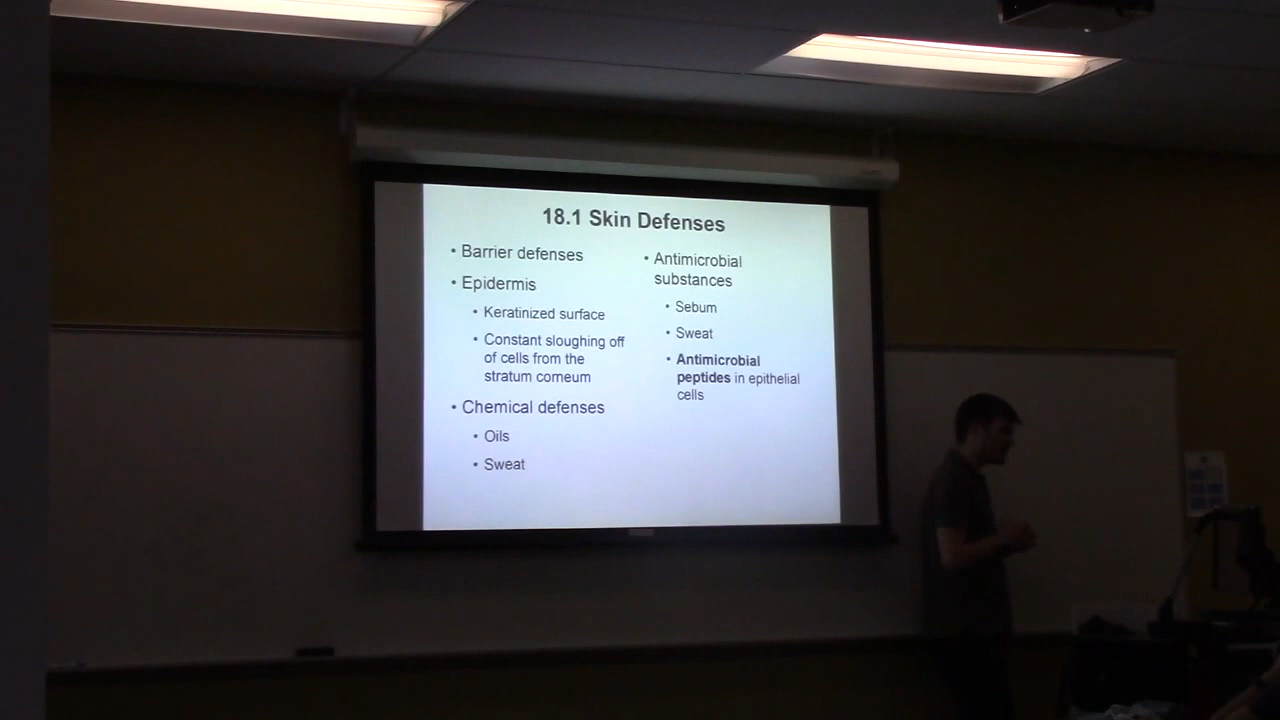 18.1 Skin Defenses
• Barrier defenses
• Epidermis
• Keratinized surface
• Constant sloughing off
of cells from the
stratum corneum
• Chemical defenses
• Oils
• Sweat
• Antimicrobial
substances
• Sebum
• Sweat
• Antimicrobial
peptides in epithelial
cells